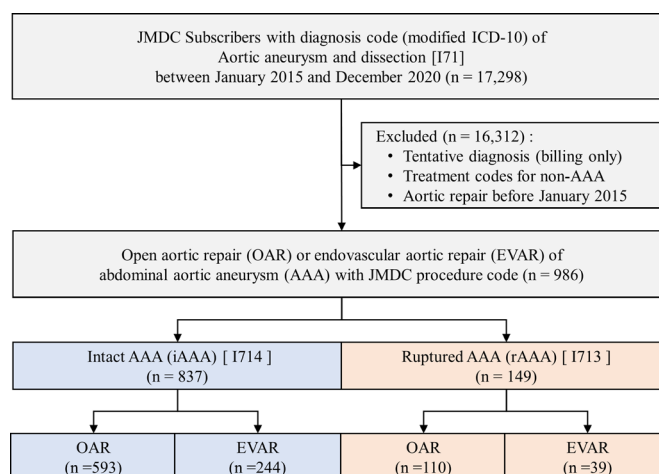 JMDC Subscribers with diagnosis code (modified ICD-10) of
Aortic aneurysm and dissection [I71]
between January 2015 and December 2020 (n = 17,298)
Excluded (n = 16,312) :
• Tentative diagnosis (billing only)
• Treatment codes for non-AAA
• Aortic repair before January 2015
Open aortic repair (OAR) or endovascular aortic repair (EVAR) of
abdominal aortic aneurysm (AAA) with JMDC procedure code (n = 986)
Intact AAA (iAAA) [ I714 ]
(n = 837)
Ruptured AAA (rAAA) [ I713 ]
(n = 149)
OAR
(n =593)
EVAR
(n =244)
OAR
(n =110)
EVAR
(n =39)